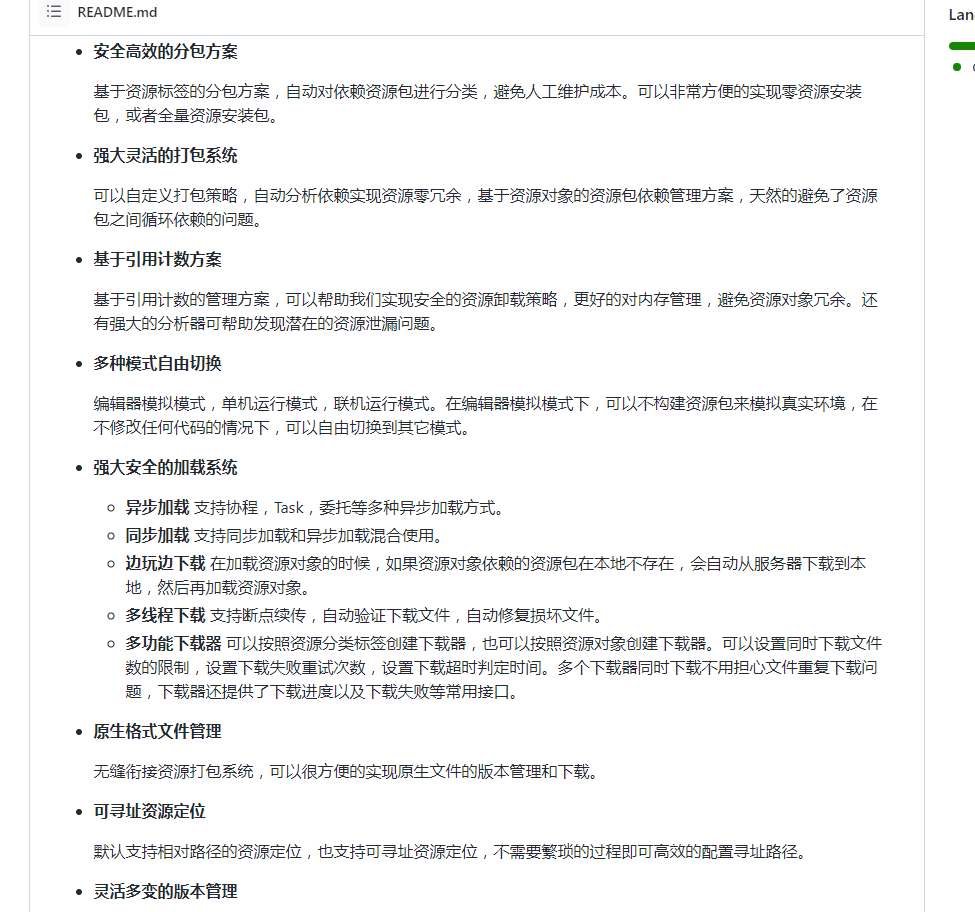 README.md
Lan
安全高效的分包方案
基于资源标签的分包方案，自动对依赖资源包进行分类，避免人工维护成本。可以非常方便的实现零资源安装
包，或者全量资源安装包。
强大灵活的打包系统
可以自定义打包策略，自动分析依赖实现资源零冗余，基于资源对象的资源包依赖管理方案，天然的避免了资源
包之间循环依赖的问题。
基于引用计数方案
基于引用计数的管理方案，可以帮助我们实现安全的资源卸载策略，更好的对内存管理，避免资源对象冗余。还
有强大的分析器可帮助发现潜在的资源泄漏问题。
多种模式自由切换
编辑器模拟模式，单机运行模式，联机运行模式。在编辑器模拟模式下，可以不构建资源包来模拟真实环境，在
不修改任何代码的情况下，可以自由切换到其它模式。
强大安全的加载系统
异步加载 支持协程，Task，委托等多种异步加载方式。
同步加载 支持同步加载和异步加载混合使用。
边玩边下载 在加载资源对象的时候，如果资源对象依赖的资源包在本地不存在，会自动从服务器下载到本
地，然后再加载资源对象。
多线程下载 支持断点续传，自动验证下载文件，自动修复损坏文件。
多功能下载器 可以按照资源分类标签创建下载器，也可以按照资源对象创建下载器。可以设置同时下载文件
数的限制，设置下载失败重试次数，设置下载超时判定时间。多个下载器同时下载不用担心文件重复下载问
题，下载器还提供了下载进度以及下载失败等常用接口。
原生格式文件管理
无缝衔接资源打包系统，可以很方便的实现原生文件的版本管理和下载。
可寻址资源定位
默认支持相对路径的资源定位，也支持可寻址资源定位，不需要繁琐的过程即可高效的配置寻址路径。
灵活多变的版本管理